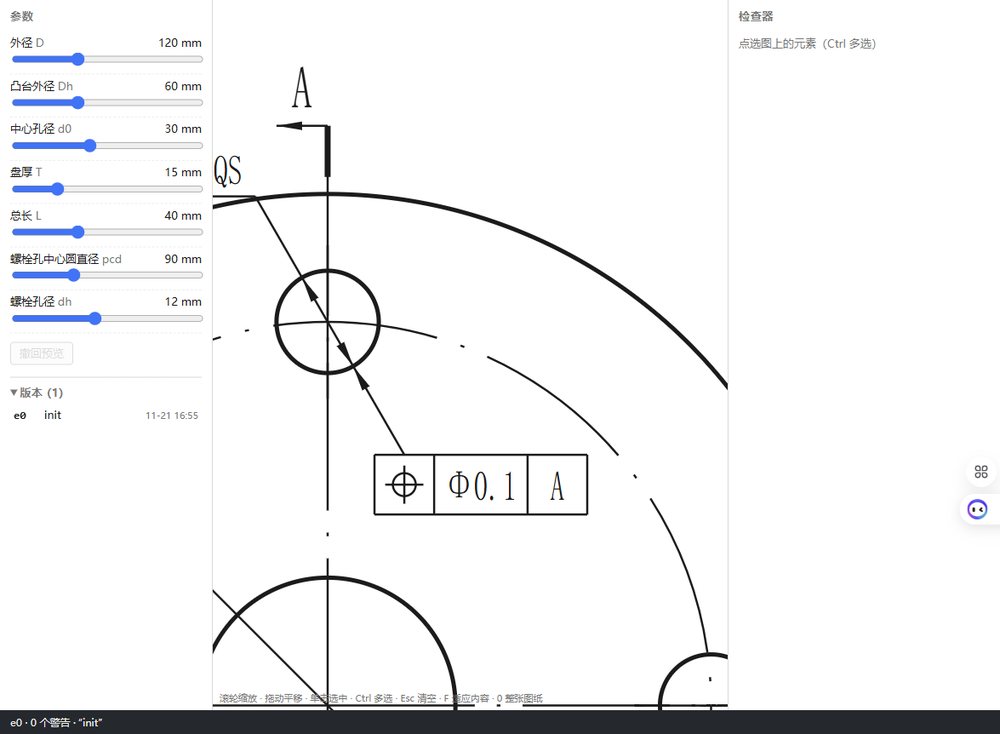 参数
外径 D 120 mm
凸台外径 Dh 60 mm
中心孔径 d0 30 mm
盘厚 T 15 mm
总长 L 40 mm
螺栓孔中心圆直径 pcd 90 mm
螺栓孔径 dh 12 mm
撤回预览
▼版本 (1)
e0 init 11-21 16:55
A
QS
Φ0.1 A
滚轮缩放 · 拖动平移 · 单击选中 · Ctrl 多选 · Esc 清空 · F 适应内容 · 0 整张图纸
检查器
点选图上的元素（Ctrl 多选）
e0 · 0 个警告 · “init”